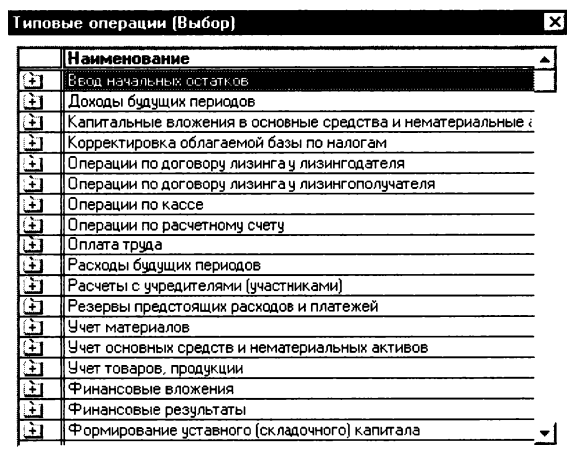 Типовые операции (Выбор)
Наименование
Ввод начальных остатков
Доходы будущих периодов
Капитальные вложения в основные средства и нематериальные а
Корректировка облагаемой базы по налогам
Операции по договору лизинга у лизингодателя
Операции по договору лизинга у лизингополучателя
Операции по кассе
Операции по расчетному счету
Оплата труда
Расходы будущих периодов
Расчеты с учредителями (участниками)
Резервы предстоящих расходов и платежей
Учет материалов
Учет основных средств и нематериальных активов
Учет товаров, продукции
Финансовые вложения
Финансовые результаты
Формирование уставного (складочного) капитала